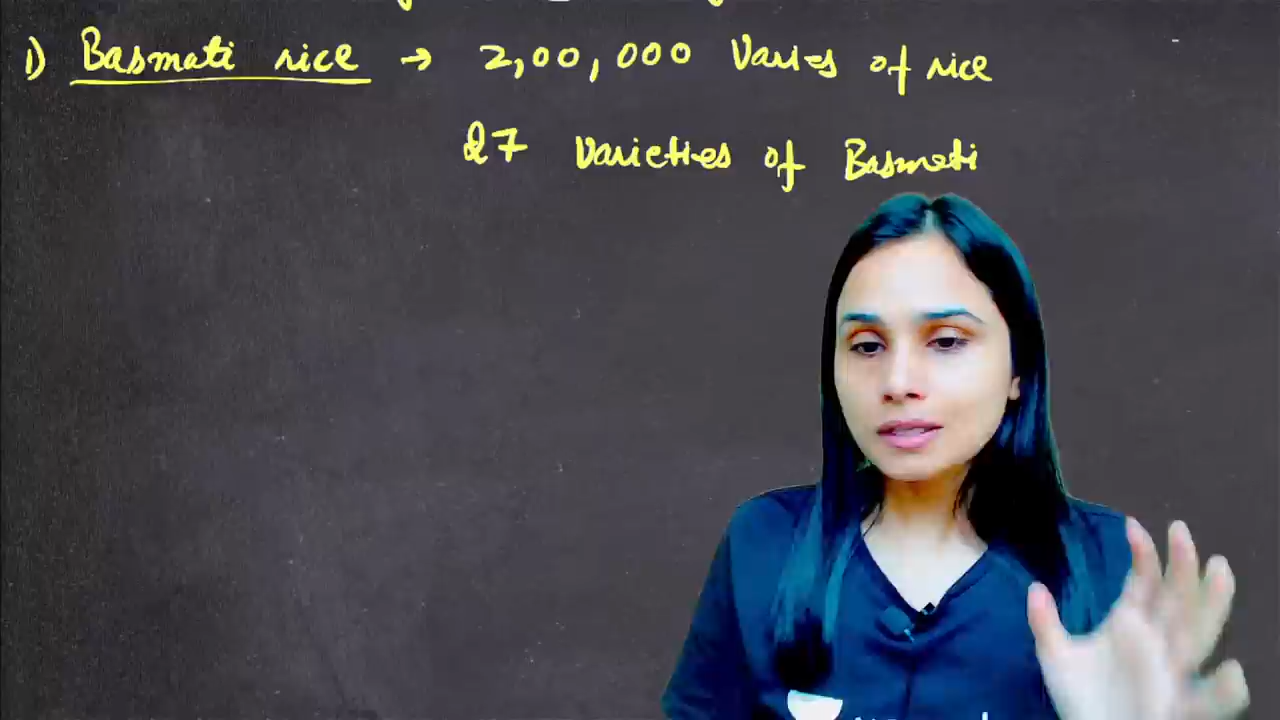 1) Basmati rice → 2,00,000 Varies of rice
27 Varieties of Basmati